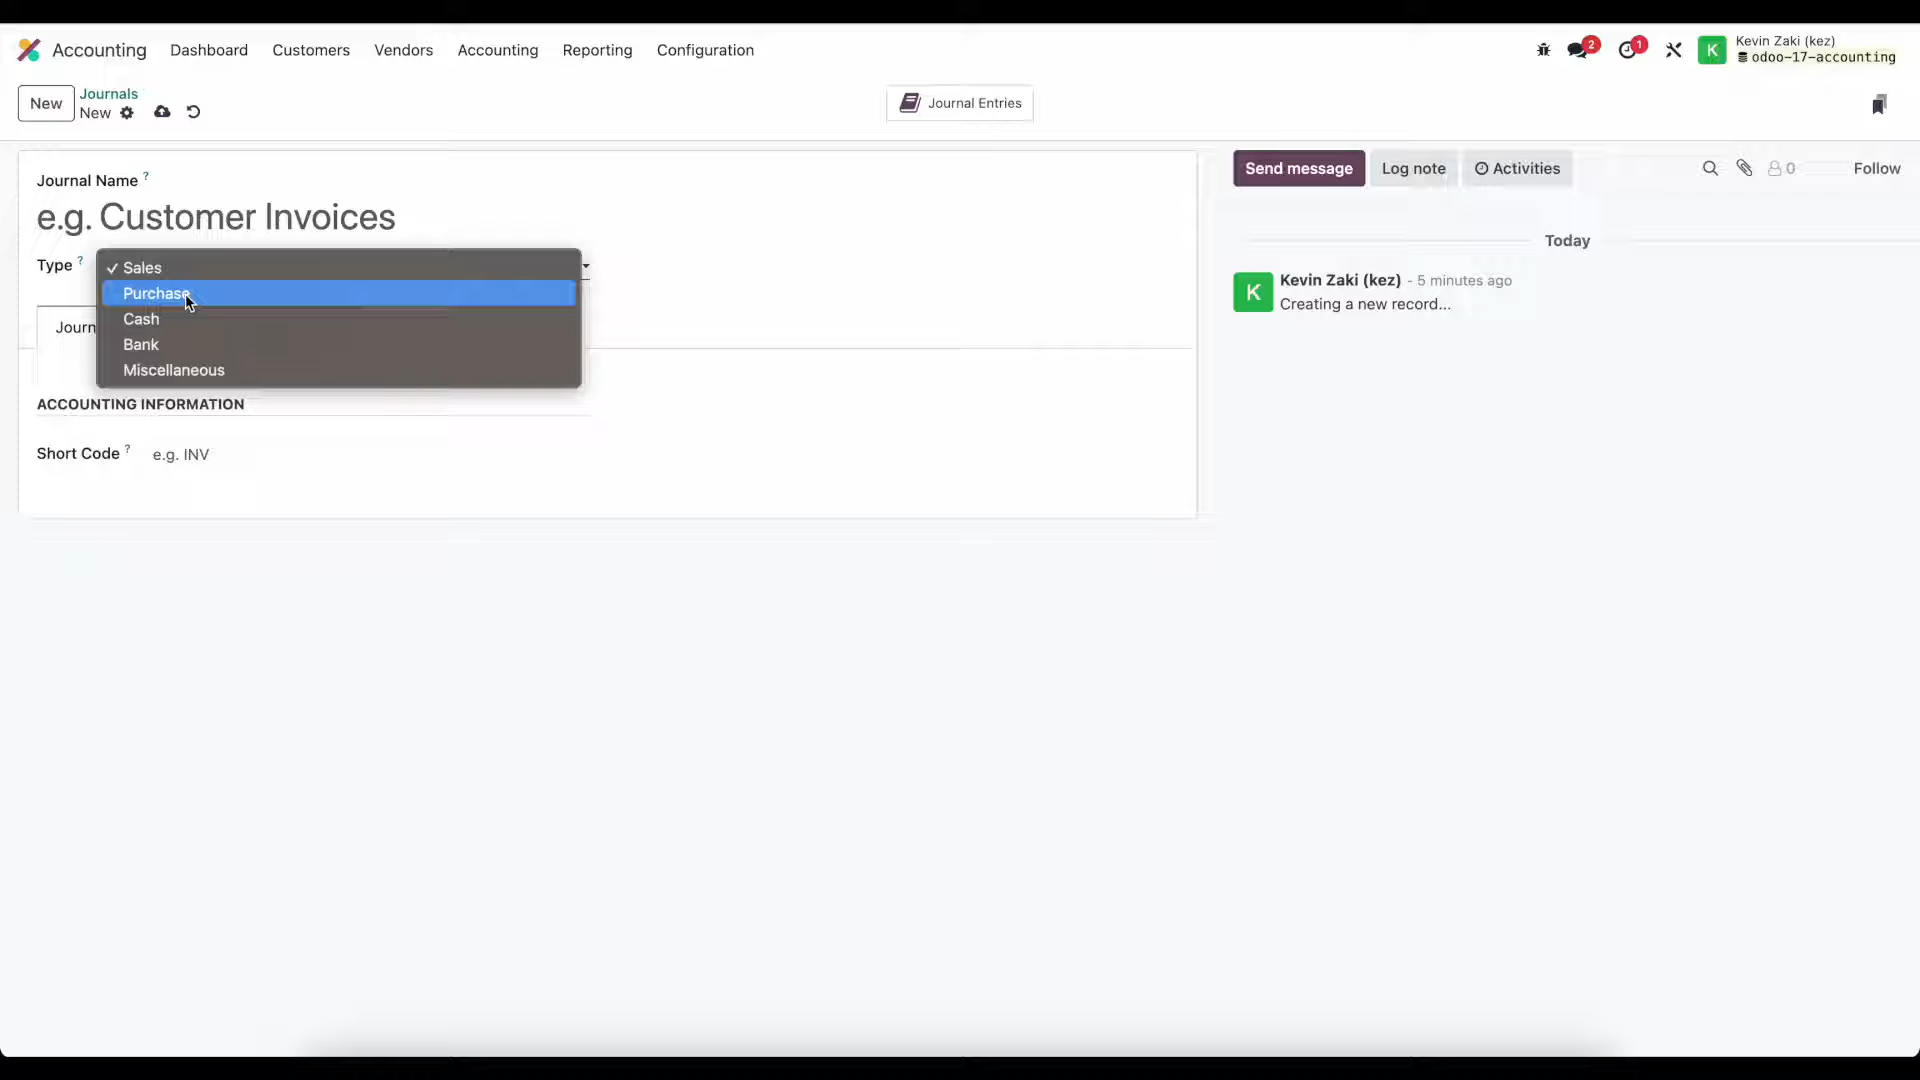 Accounting Dashboard Customers Vendors Accounting Reporting Configuration 2 1 K Kevin Zaki (kez)
odoo-17-accounting
New Journals
New
Journal Entries
Send message Log note Activities 0 Follow
Journal Name ?
e.g. Customer Invoices
Type ?
✓ Sales
Purchase
Cash
Bank
Miscellaneous
Journ
ACCOUNTING INFORMATION
Short Code ? e.g. INV
Today
K Kevin Zaki (kez) - 5 minutes ago
Creating a new record...